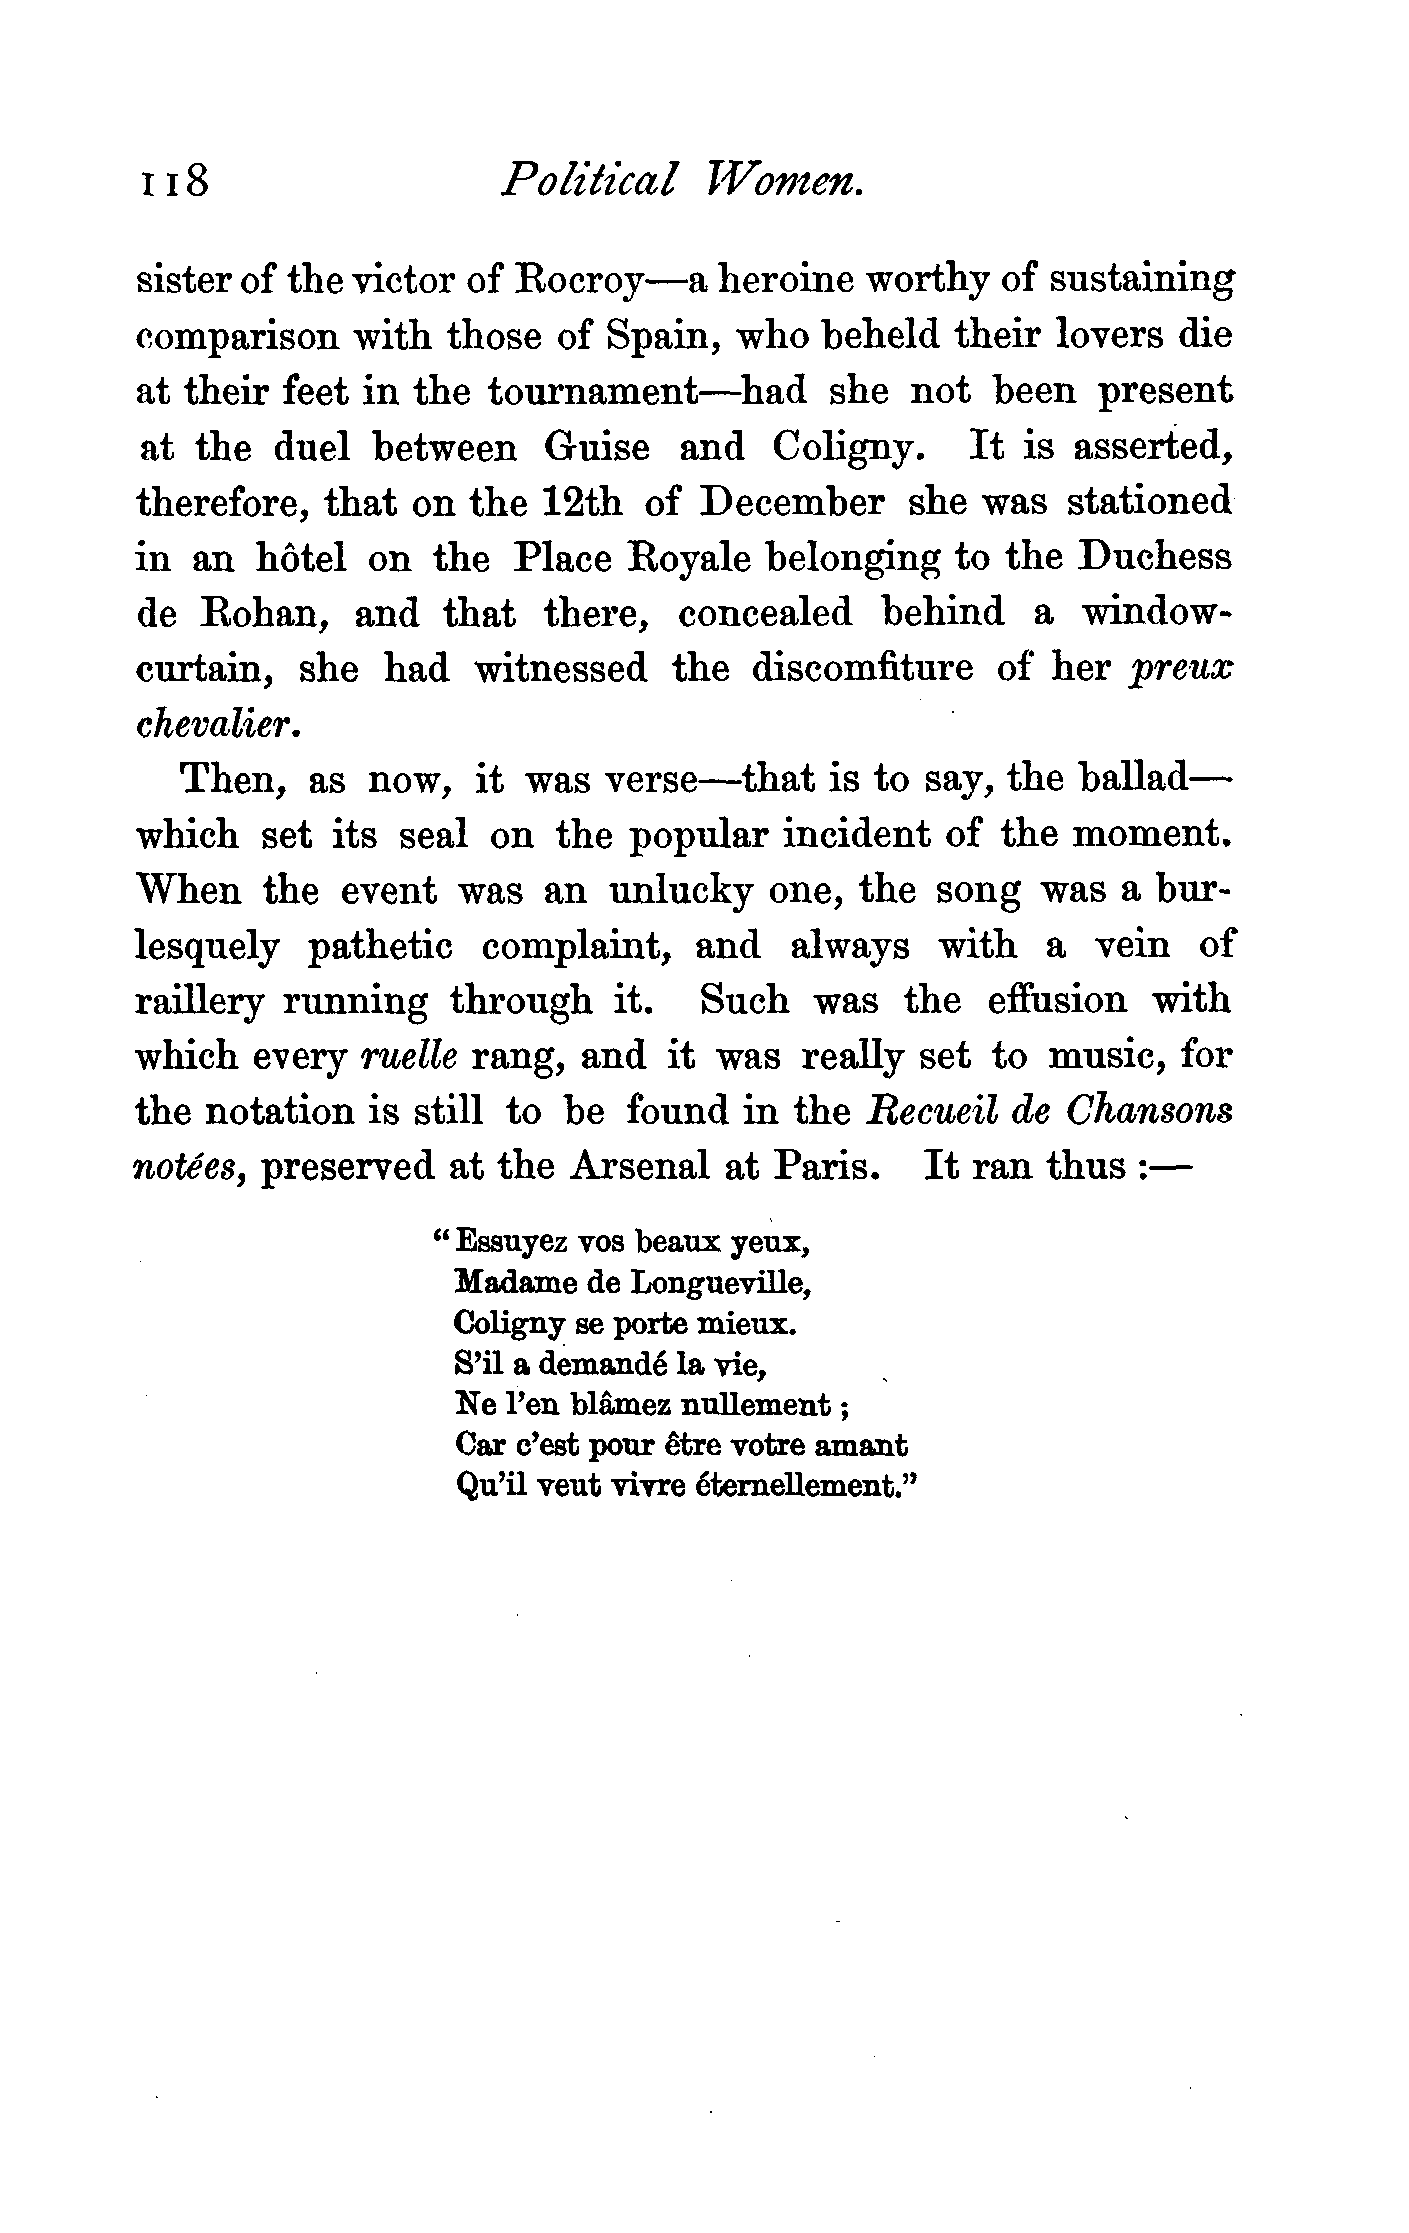 118 Political Women.
sister of the victor of Rocroy—a heroine worthy of sustaining
comparison with those of Spain, who beheld their lovers die
at their feet in the tournament—had she not been present
at the duel between Guise and Coligny. It is asserted,
therefore, that on the 12th of December she was stationed
in an hôtel on the Place Royale belonging to the Duchess
de Rohan, and that there, concealed behind a window-
curtain, she had witnessed the discomfiture of her preux
chevalier.
Then, as now, it was verse—that is to say, the ballad—
which set its seal on the popular incident of the moment.
When the event was an unlucky one, the song was a bur-
lesquely pathetic complaint, and always with a vein of
raillery running through it. Such was the effusion with
which every ruelle rang, and it was really set to music, for
the notation is still to be found in the Recueil de Chansons
notées, preserved at the Arsenal at Paris. It ran thus :—
“Essuyez vos beaux yeux,
Madame de Longueville,
Coligny se porte mieux.
S’il a demandé la vie,
Ne l’en blâmez nullement ;
Car c’est pour être votre amant
Qu’il veut vivre éternellement.”